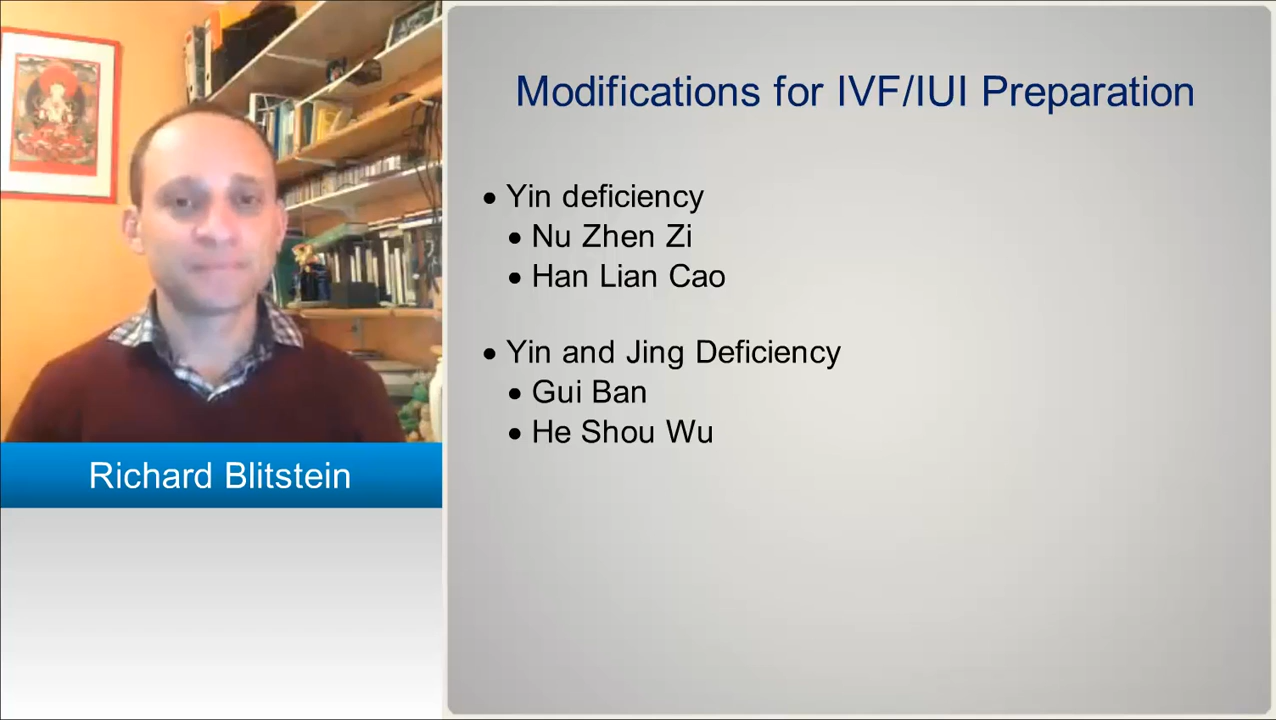 Modifications for IVF/IUI Preparation
• Yin deficiency
• Nu Zhen Zi
• Han Lian Cao
• Yin and Jing Deficiency
• Gui Ban
• He Shou Wu
Richard Blitstein